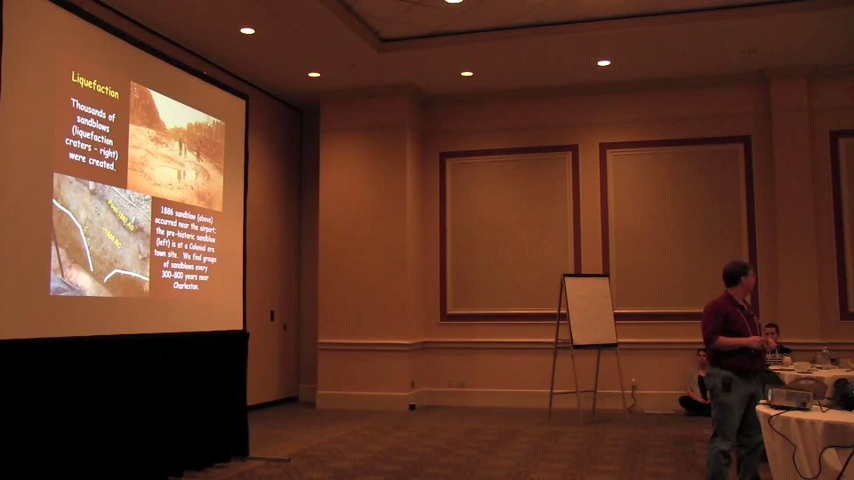 Liquefaction
Thousands of
sandblows
(liquefaction
craters - right)
were created.
1886 sandblow (above)
occurred near the airport;
the pre-historic sandblow
(left) is at a Colonial era
town site. We find groups
of sandblows every
300-800 years near
Charleston.